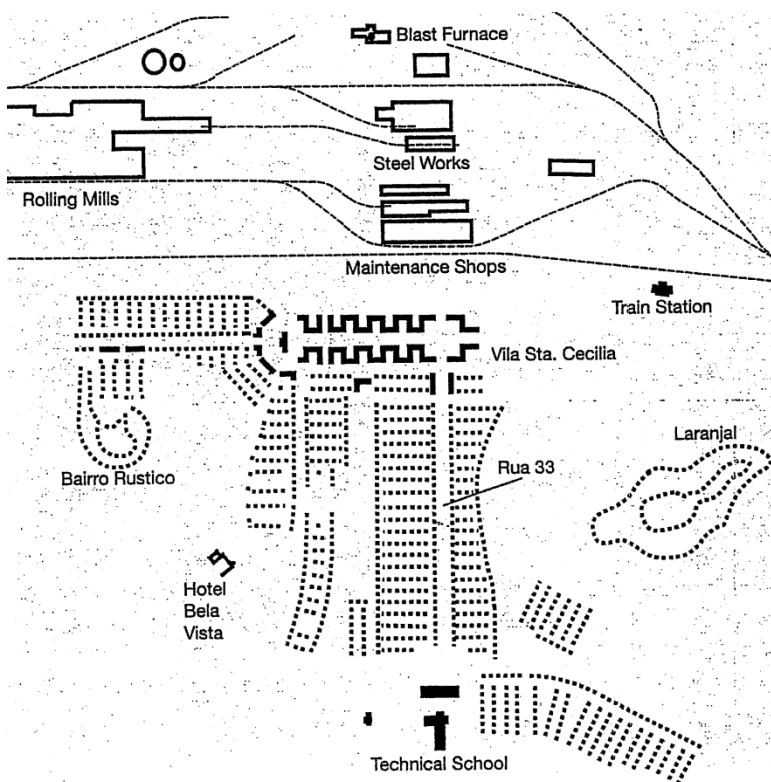 Blast Furnace
Steel Works
Rolling Mills
Maintenance Shops
Train Station
Vila Sta. Cecilia
Laranjal
Rua 33
Bairro Rustico
Hotel
Bela
Vista
Technical School